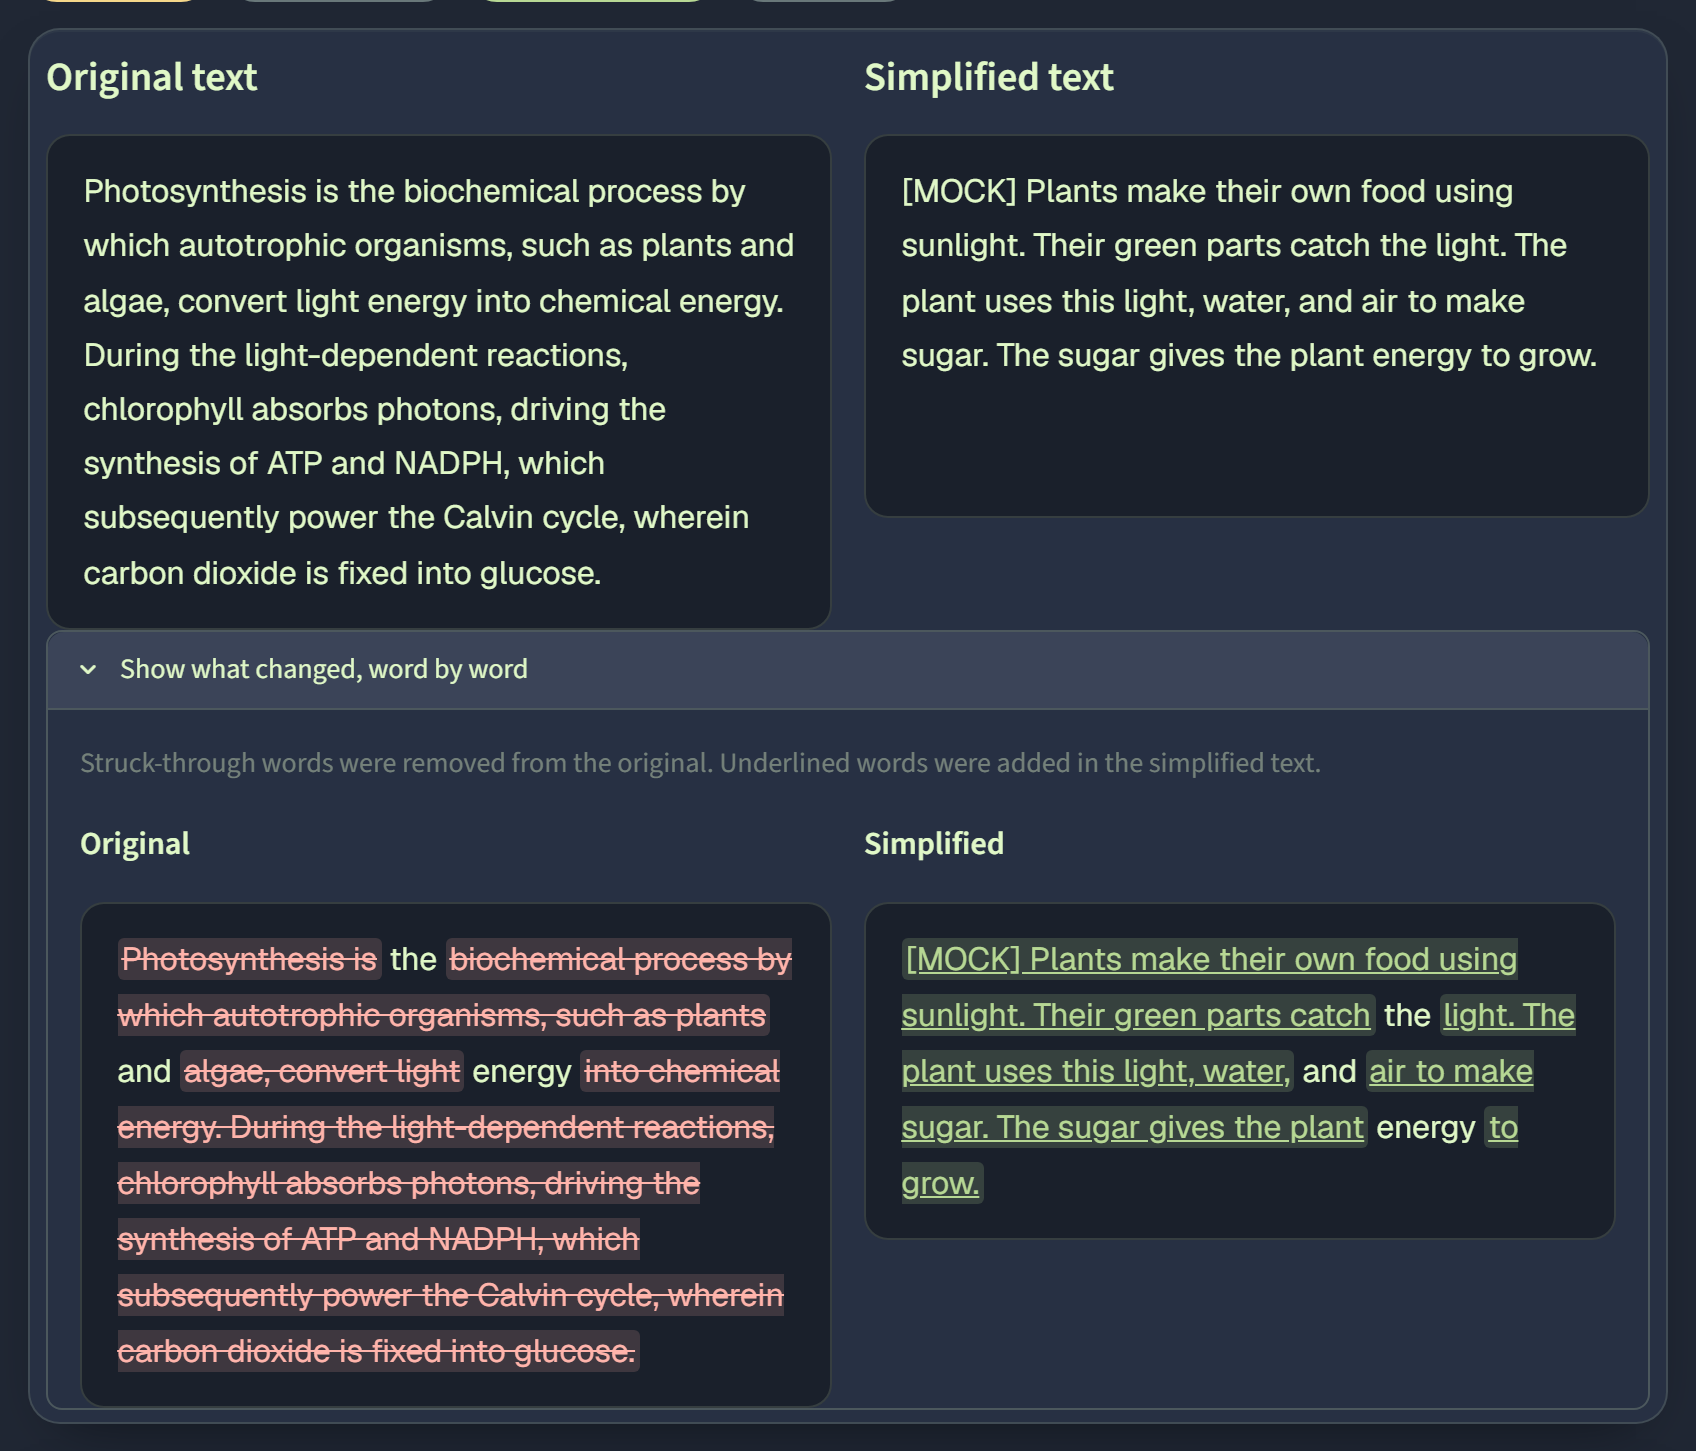 Original text
Photosynthesis is the biochemical process by
which autotrophic organisms, such as plants and
algae, convert light energy into chemical energy.
During the light-dependent reactions,
chlorophyll absorbs photons, driving the
synthesis of ATP and NADPH, which
subsequently power the Calvin cycle, wherein
carbon dioxide is fixed into glucose.
Simplified text
[MOCK] Plants make their own food using
sunlight. Their green parts catch the light. The
plant uses this light, water, and air to make
sugar. The sugar gives the plant energy to grow.
Show what changed, word by word
Struck-through words were removed from the original. Underlined words were added in the simplified text.
Original
Photosynthesis is the biochemical process by
which autotrophic organisms, such as plants
and algae, convert light energy into chemical
energy. During the light-dependent reactions,
chlorophyll absorbs photons, driving the
synthesis of ATP and NADPH, which
subsequently power the Calvin cycle, wherein
carbon dioxide is fixed into glucose.
Simplified
[MOCK] Plants make their own food using
sunlight. Their green parts catch the light. The
plant uses this light, water, and air to make
sugar. The sugar gives the plant energy to
grow.